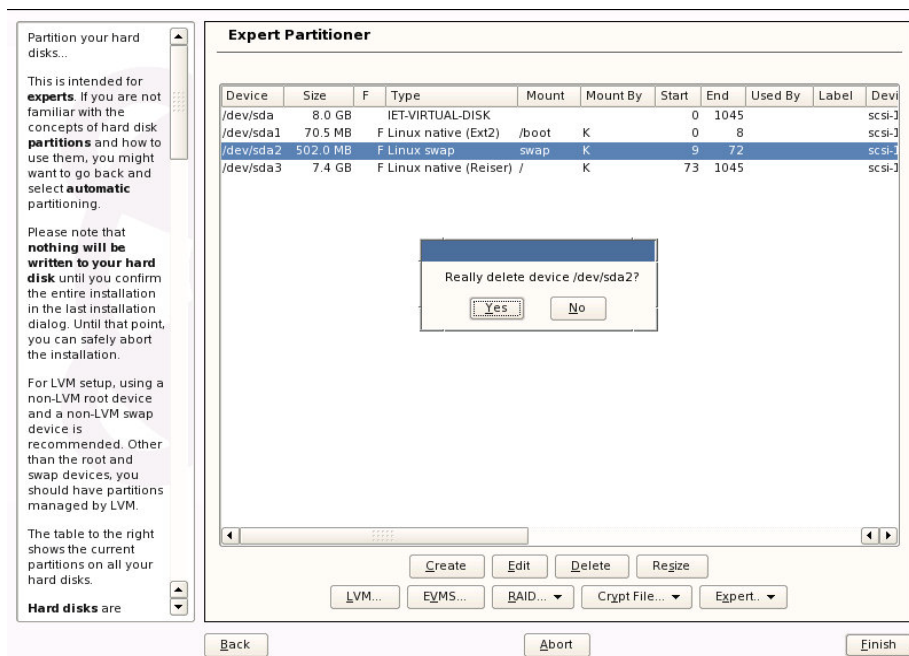 Partition your hard
disks...
This is intended for
experts. If you are not
familiar with the
concepts of hard disk
partitions and how to
use them, you might
want to go back and
select automatic
partitioning.
Please note that
nothing will be
written to your hard
disk until you confirm
the entire installation
in the last installation
dialog. Until that point,
you can safely abort
the installation.
For LVM setup, using a
non-LVM root device
and a non-LVM swap
device is
recommended. Other
than the root and
swap devices, you
should have partitions
managed by LVM.
The table to the right
shows the current
partitions on all your
hard disks.
Hard disks are
Expert Partitioner
Device Size F Type Mount Mount By Start End Used By Label Devi
/dev/sda 8.0 GB IET-VIRTUAL-DISK 0 1045 scsi-1
/dev/sda1 70.5 MB F Linux native (Ext2) /boot K 0 8 scsi-1
/dev/sda2 502.0 MB F Linux swap swap K 9 72 scsi-1
/dev/sda3 7.4 GB F Linux native (Reiser) / K 73 1045 scsi-1
Really delete device /dev/sda2?
Yes No
Create Edit Delete Resize
LVM... EVMS... RAID... Crypt File... Expert..
Back Abort Finish